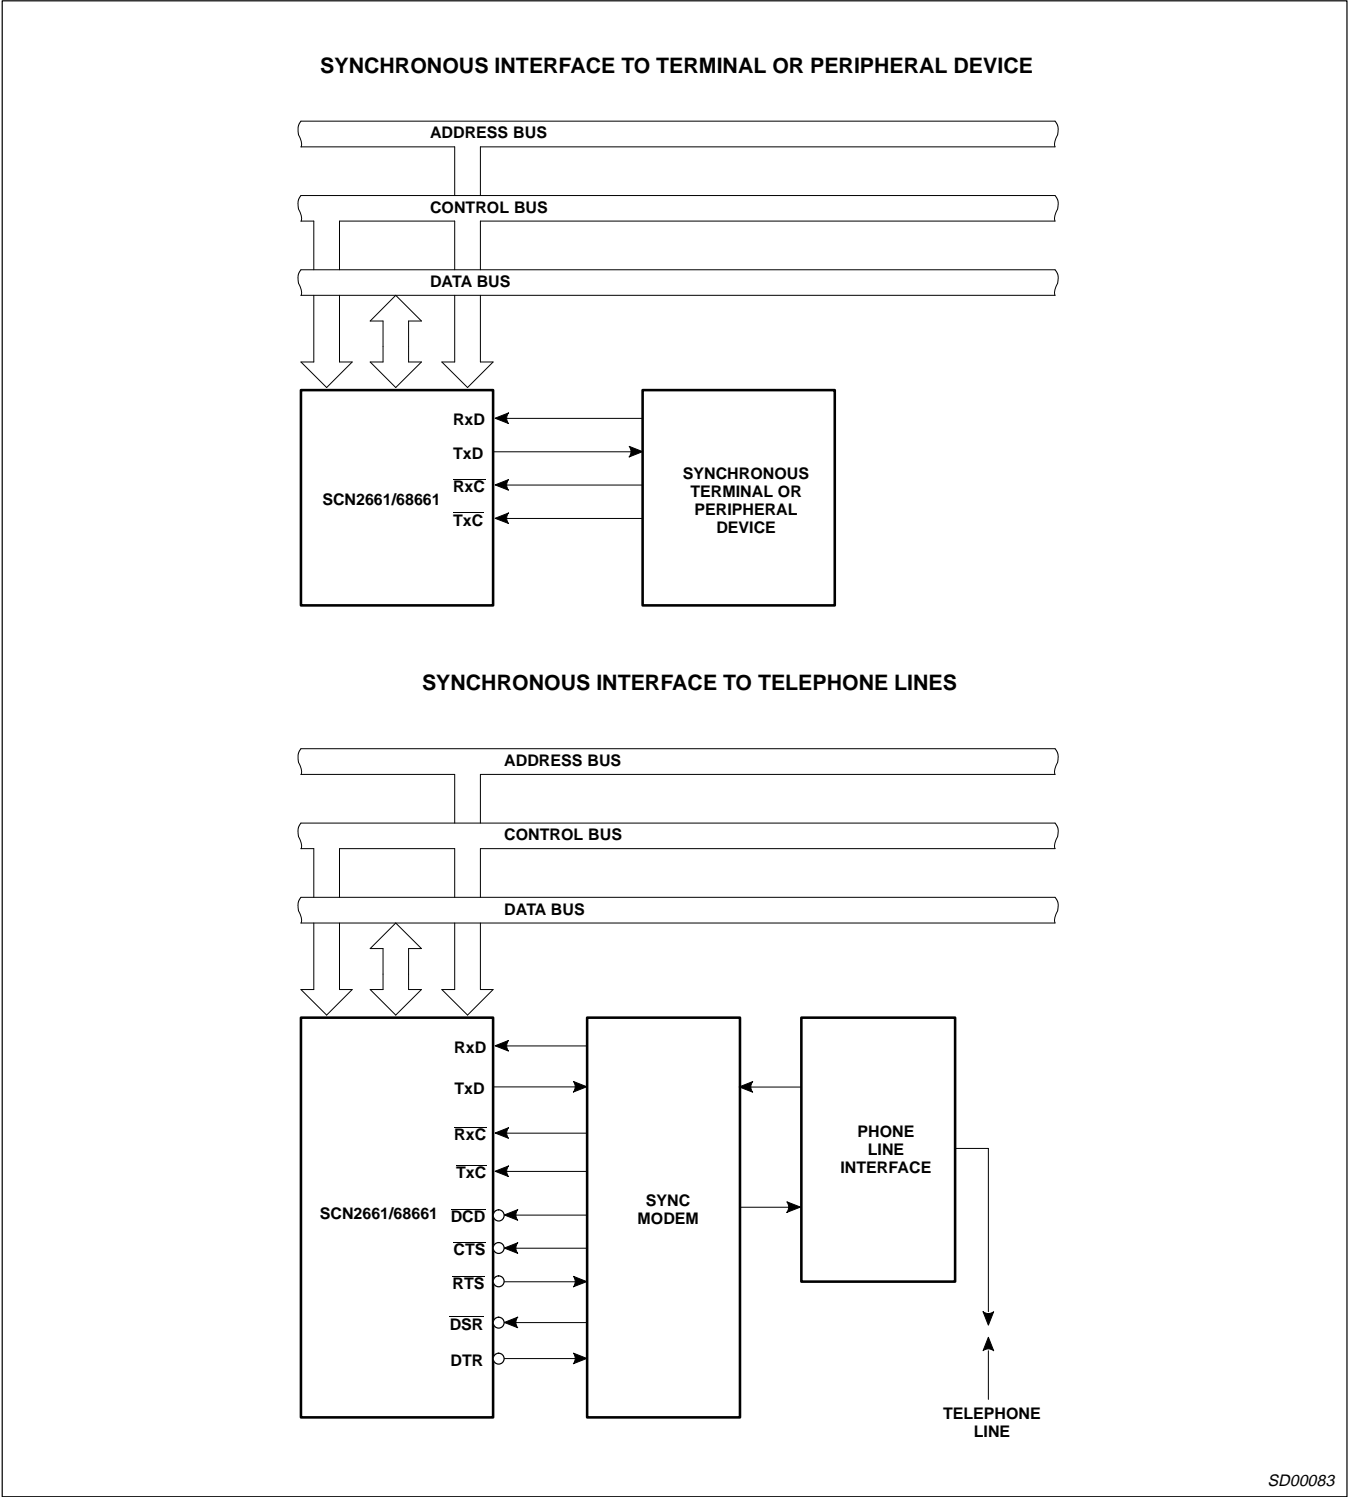 SYNCHRONOUS INTERFACE TO TERMINAL OR PERIPHERAL DEVICE
ADDRESS BUS
CONTROL BUS
DATA BUS
RxD
TxD
RxC
TxC
SCN2661/68661
SYNCHRONOUS
TERMINAL OR
PERIPHERAL
DEVICE
SYNCHRONOUS INTERFACE TO TELEPHONE LINES
ADDRESS BUS
CONTROL BUS
DATA BUS
RxD
TxD
RxC
TxC
SCN2661/68661
DCD
CTS
RTS
DSR
DTR
SYNC
MODEM
PHONE
LINE
INTERFACE
TELEPHONE
LINE
SD00083